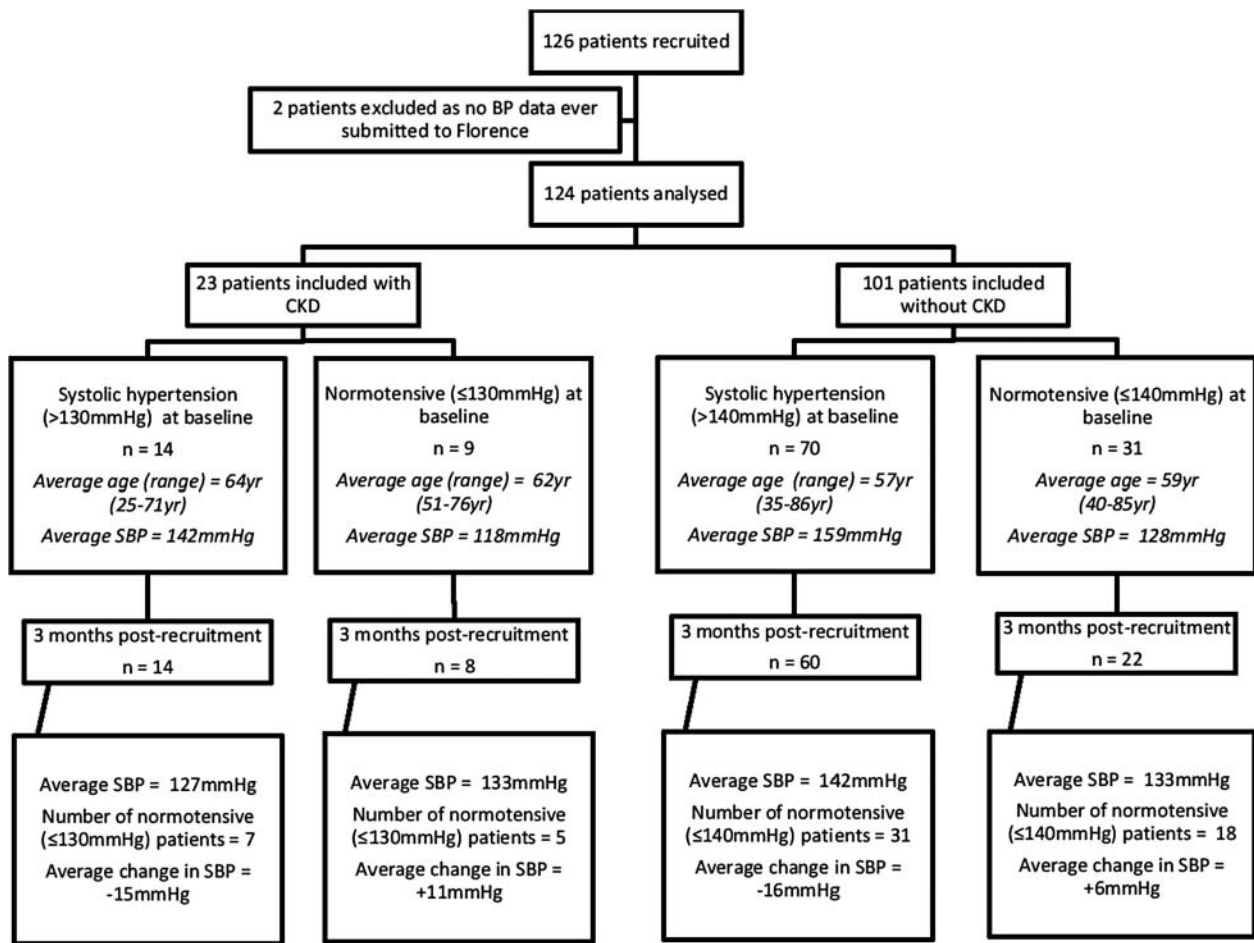 126 patients recruited
2 patients excluded as no BP data ever
submitted to Florence
124 patients analysed
23 patients included with
CKD
101 patients included
without CKD
Systolic hypertension
(>130mmHg) at baseline
n = 14
Average age (range) = 64yr
(25-71yr)
Average SBP = 142mmHg
Normotensive (≤130mmHg) at
baseline
n = 9
Average age (range) = 62yr
(51-76yr)
Average SBP = 118mmHg
Systolic hypertension
(>140mmHg) at baseline
n = 70
Average age (range) = 57yr
(35-86yr)
Average SBP = 159mmHg
Normotensive (≤140mmHg) at
baseline
n = 31
Average age = 59yr
(40-85yr)
Average SBP = 128mmHg
3 months post-recruitment
n = 14
3 months post-recruitment
n = 8
3 months post-recruitment
n = 60
3 months post-recruitment
n = 22
Average SBP = 127mmHg
Number of normotensive
(≤130mmHg) patients = 7
Average change in SBP =
-15mmHg
Average SBP = 133mmHg
Number of normotensive
(≤130mmHg) patients = 5
Average change in SBP =
+11mmHg
Average SBP = 142mmHg
Number of normotensive
(≤140mmHg) patients = 31
Average change in SBP =
-16mmHg
Average SBP = 133mmHg
Number of normotensive
(≤140mmHg) patients = 18
Average change in SBP =
+6mmHg